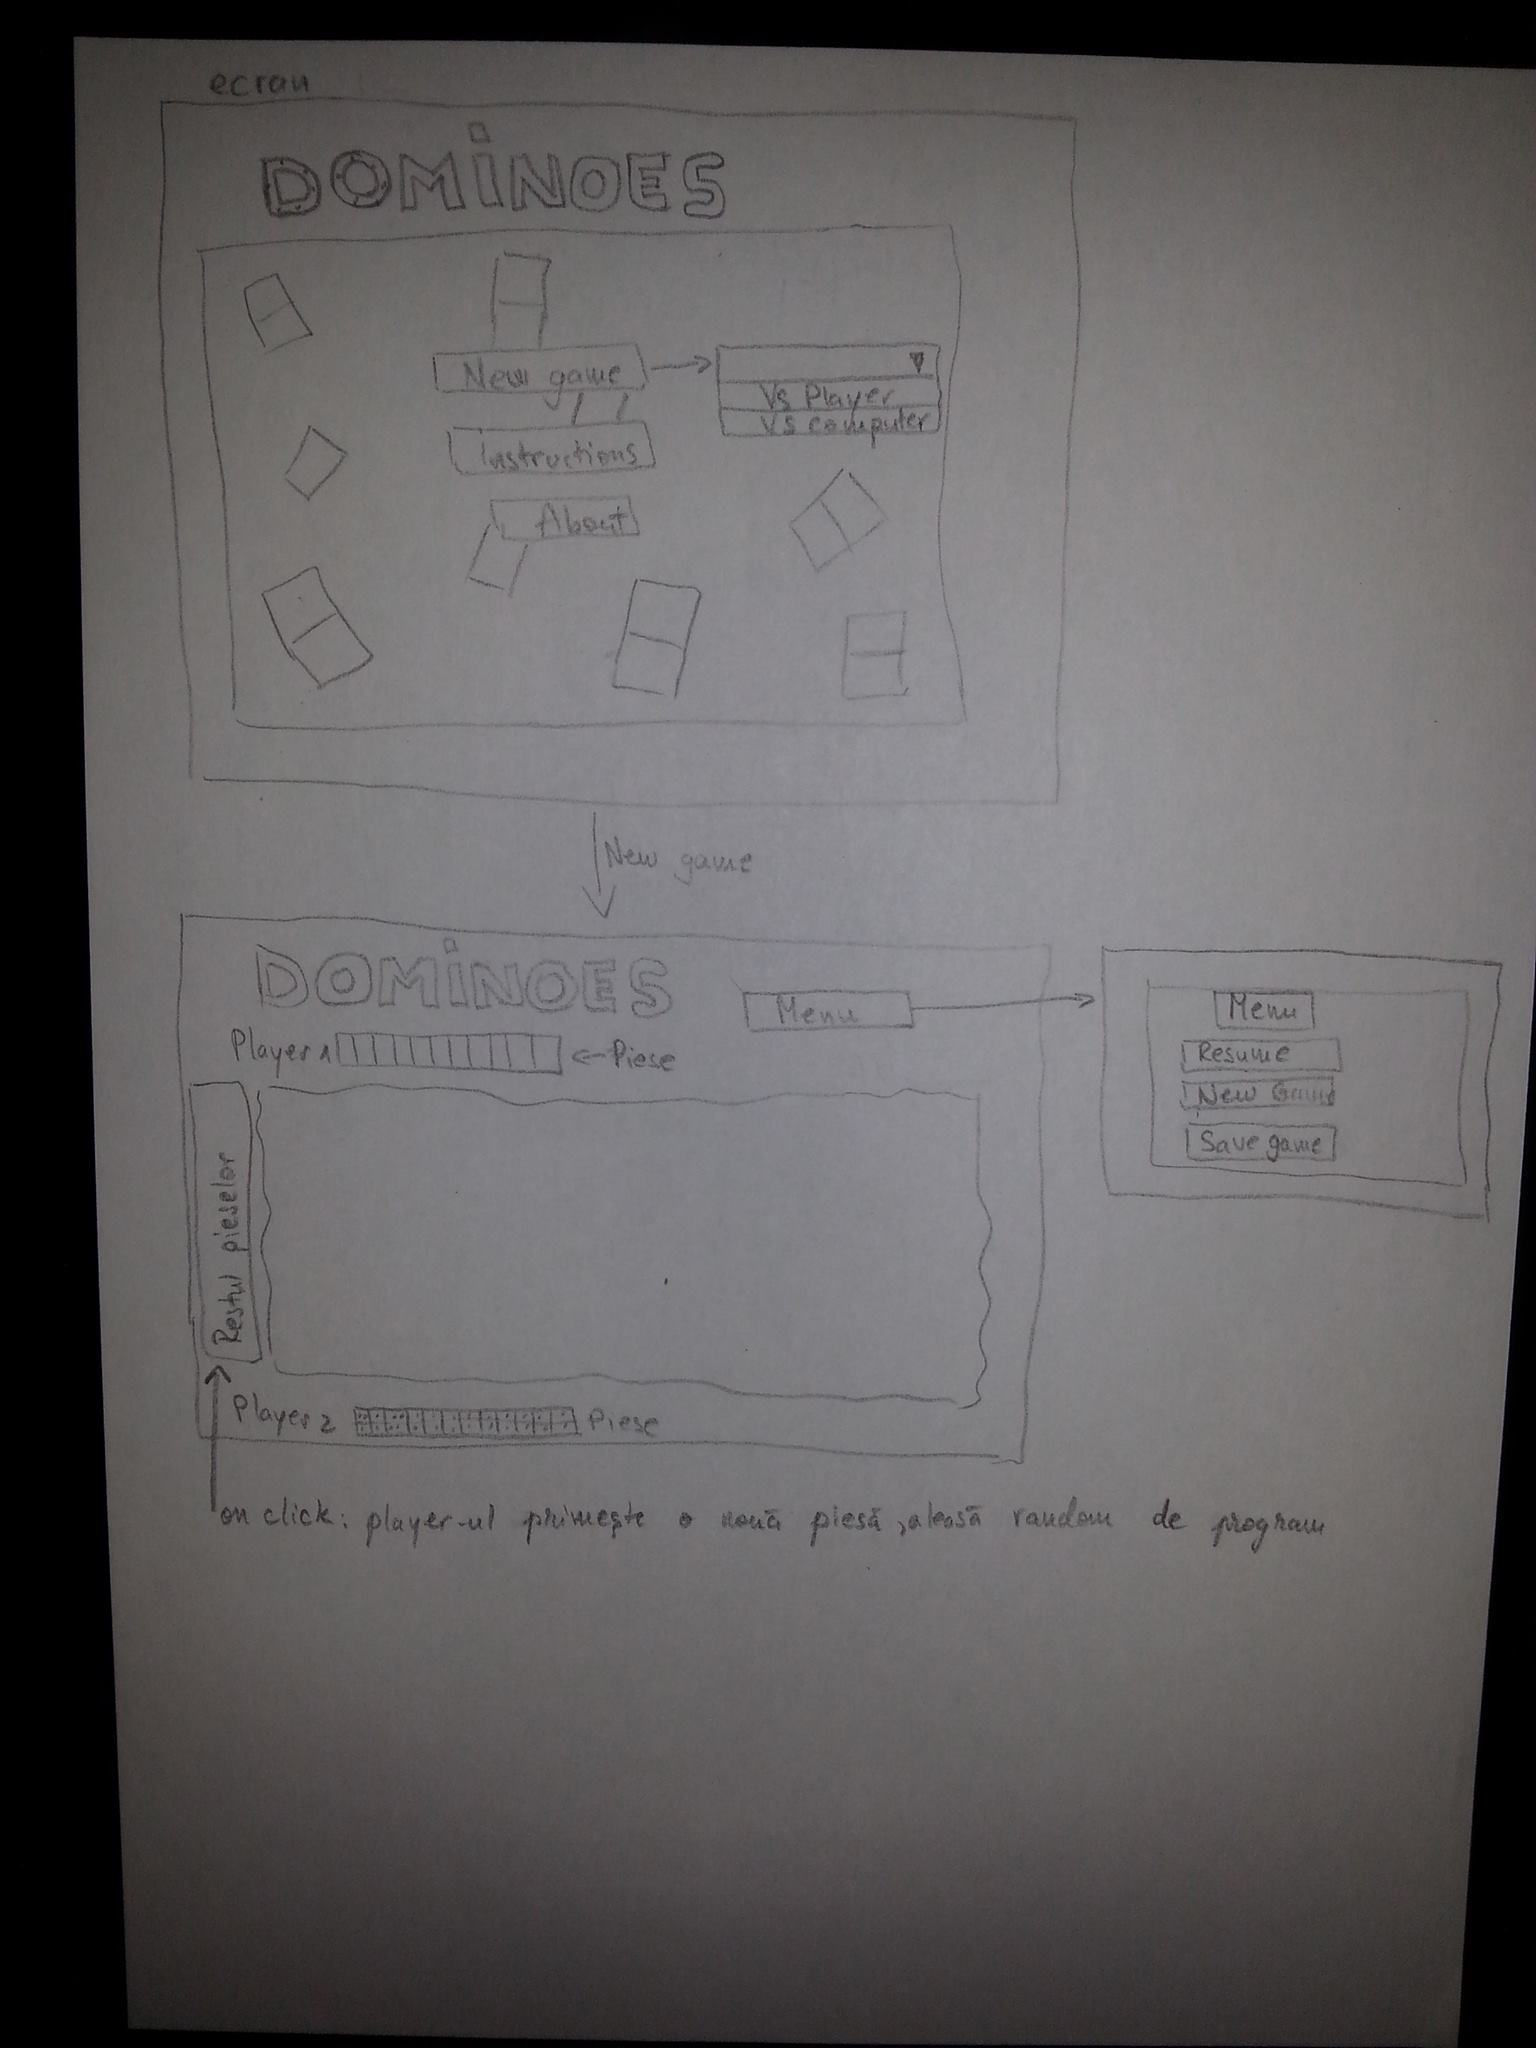 ecran
DOMiNOES
New game
Vs Player
Vs computer
Instructions
About
New game
DOMiNOES
Menu
Player 1
<- Piese
Restul pieselor
Player 2
Piese
Menu
Resume
New Game
Save game
on click: player-ul primește o nouă piesă, aleasă random de program